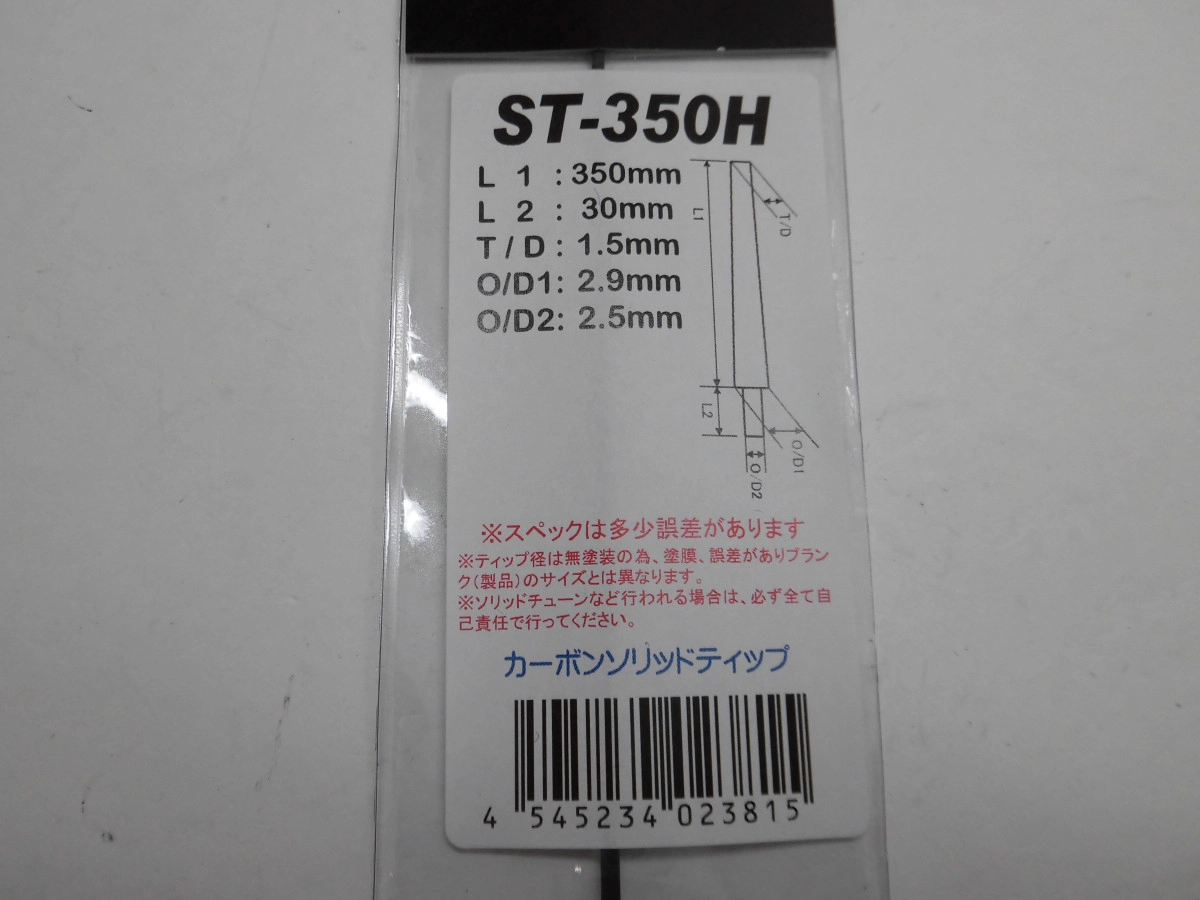 ST-350H
L 1 : 350mm
L 2 : 30mm
T / D : 1.5mm
O/D1: 2.9mm
O/D2: 2.5mm
L1
T/D
L2
O/D1
O/D2
※スペックは多少誤差があります
※ティップ径は無塗装の為、塗膜、誤差がありブラン
ク(製品)のサイズとは異なります。
※ソリッドチューンなど行われる場合は、必ず全て自
己責任で行ってください。
カーボンソリッドティップ
4 545234 023815